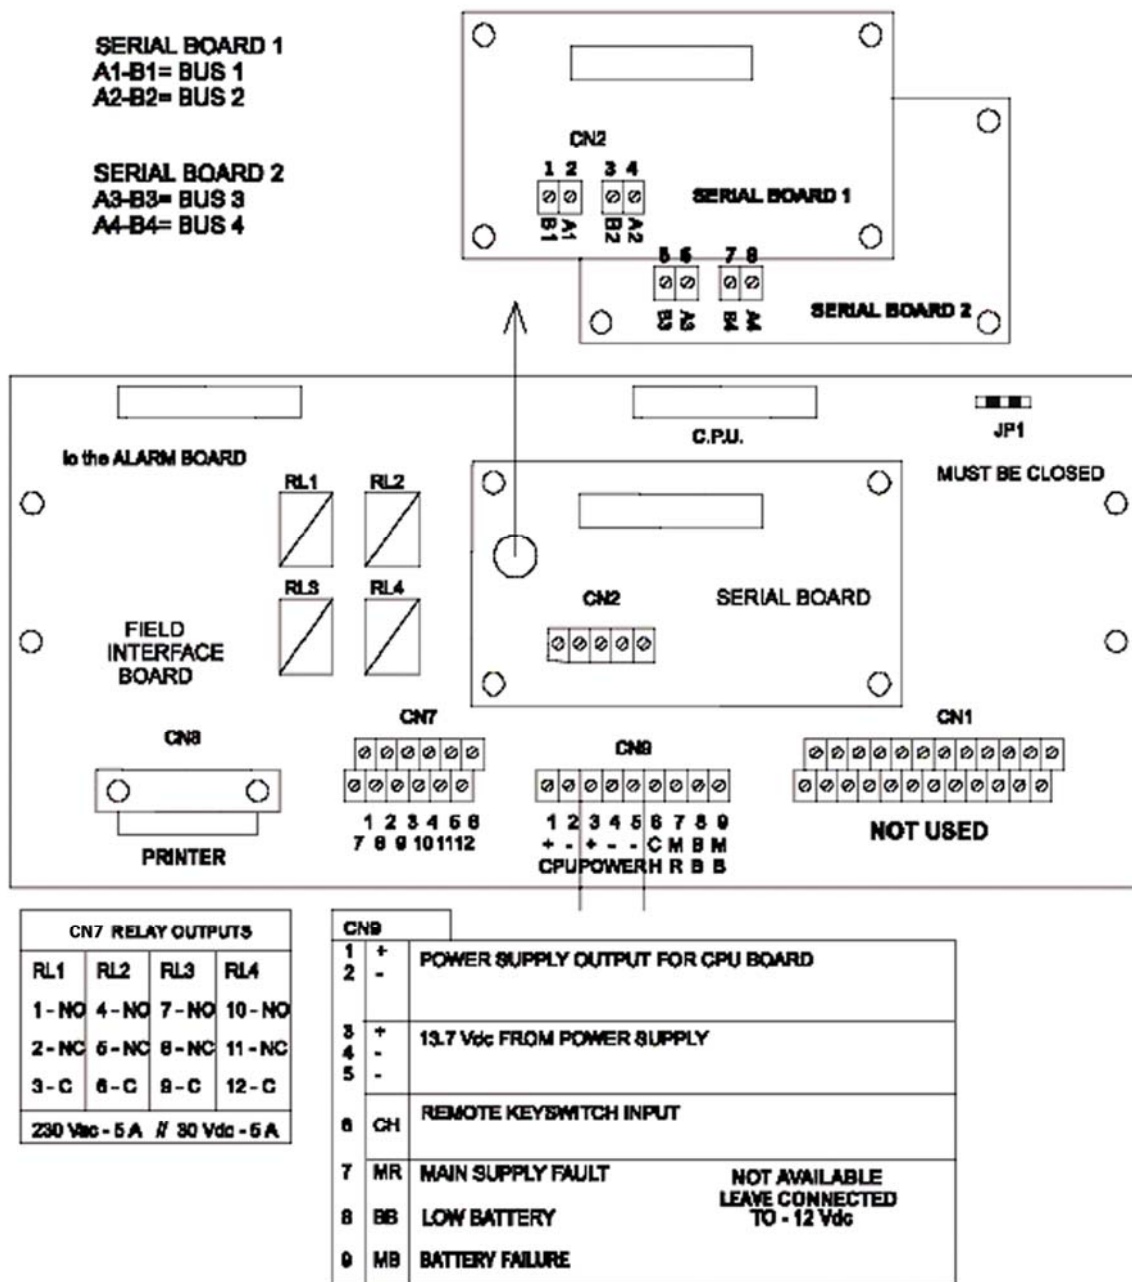 SERIAL BOARD 1
A1-B1= BUS 1
A2-B2= BUS 2
SERIAL BOARD 2
A3-B3= BUS 3
A4-B4= BUS 4
CN2
1 2 3 4
B1 A1 B2 A2
SERIAL BOARD 1
5 6 7 8
B3 A3 B4 A4
SERIAL BOARD 2
to the ALARM BOARD
C.P.U.
JP1
MUST BE CLOSED
RL1 RL2
RL3 RL4
CN2
SERIAL BOARD
FIELD
INTERFACE
BOARD
CN8
PRINTER
CN7
1 2 3 4 5 6
7 8 9 10 11 12
CN9
1 2 3 4 5 6 7 8 9
+ - + - - C M B M
CPU POWER H R B B
CN1
NOT USED
CN7 RELAY OUTPUTS
RL1 RL2 RL3 RL4
1-NO 4-NO 7-NO 10-NO
2-NC 5-NC 8-NC 11-NC
3-C 6-C 9-C 12-C
230 Vac - 5 A // 30 Vdc - 5 A
CN9
1 + POWER SUPPLY OUTPUT FOR CPU BOARD
2 -
3 + 13.7 Vdc FROM POWER SUPPLY
4 -
5 -
6 CH REMOTE KEYSWITCH INPUT
7 MR MAIN SUPPLY FAULT
8 BB LOW BATTERY
9 MB BATTERY FAILURE
NOT AVAILABLE
LEAVE CONNECTED
TO - 12 Vdc